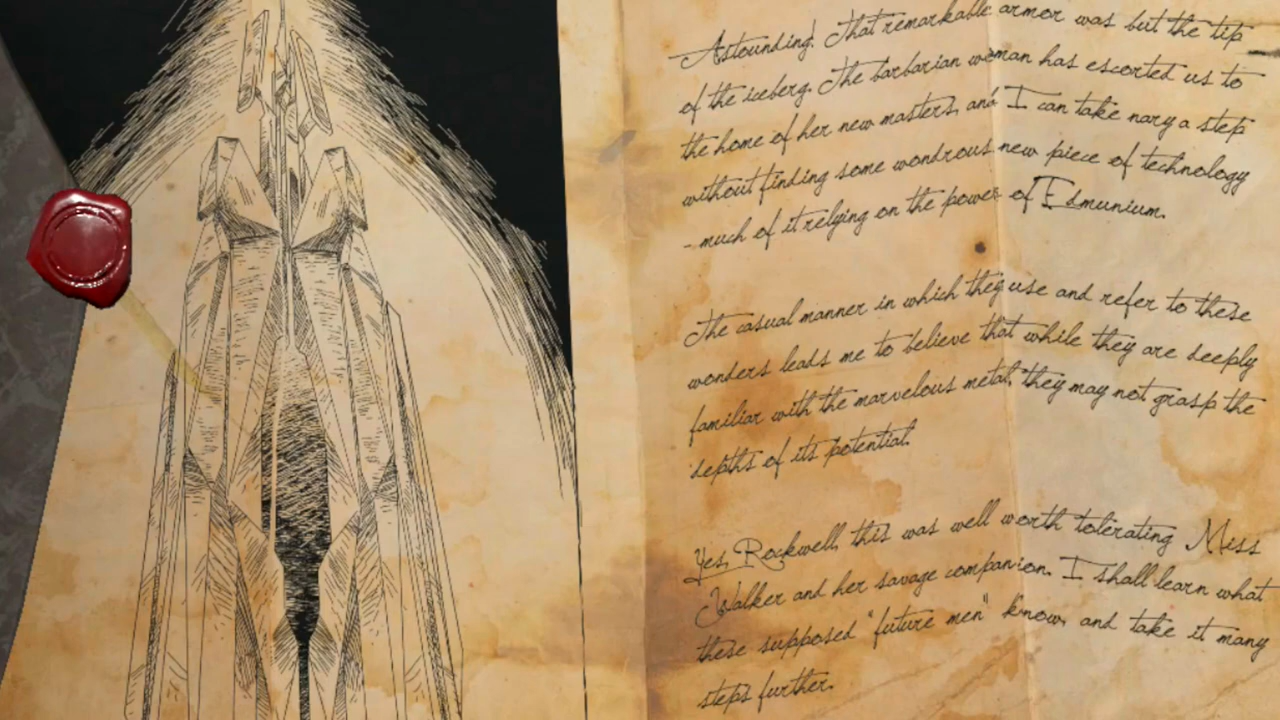 Astounding! That remarkable armor was but the tip
of the iceberg. The barbarian woman has escorted us to
the home of her new masters, and I can take nary a step
without finding some wondrous new piece of technology
- much of it relying on the power of Edmunium.
The casual manner in which they use and refer to these
wonders leads me to believe that while they are deeply
familiar with the marvelous metal, they may not grasp the
depths of its potential.
Yes, Rockwell, this was well worth tolerating Miss
Walker and her savage companion. I shall learn what
these supposed "future men" know, and take it many
steps further.